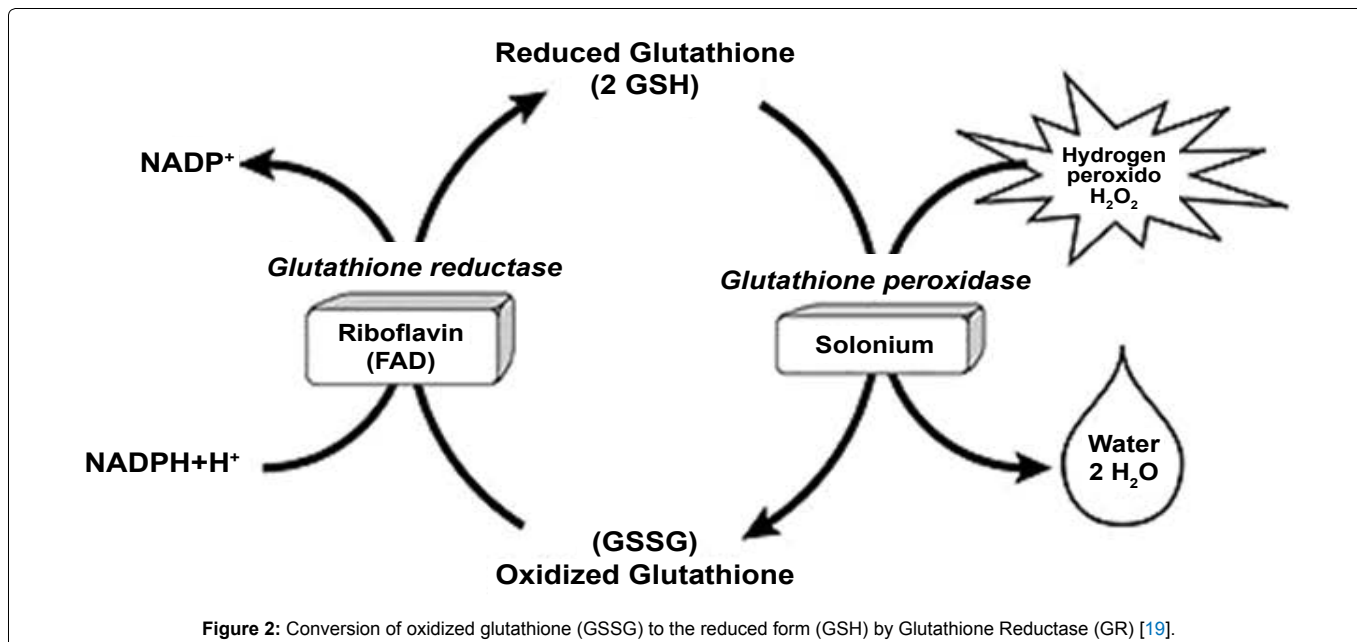 Reduced Glutathione
(2 GSH)
NADP⁺
Hydrogen
peroxido
H₂O₂
Glutathione reductase
Glutathione peroxidase
Riboflavin
(FAD)
Solonium
NADPH+H⁺
Water
2 H₂O
(GSSG)
Oxidized Glutathione
Figure 2: Conversion of oxidized glutathione (GSSG) to the reduced form (GSH) by Glutathione Reductase (GR) [19].